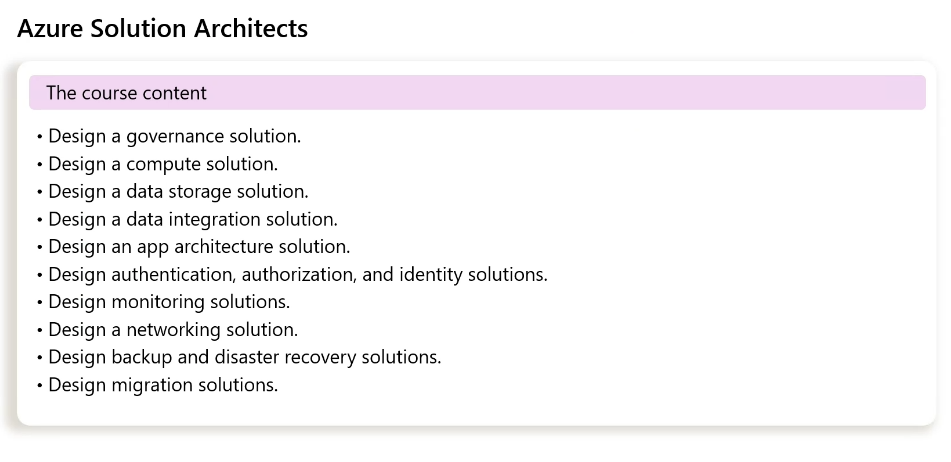 Azure Solution Architects
The course content
• Design a governance solution.
• Design a compute solution.
• Design a data storage solution.
• Design a data integration solution.
• Design an app architecture solution.
• Design authentication, authorization, and identity solutions.
• Design monitoring solutions.
• Design a networking solution.
• Design backup and disaster recovery solutions.
• Design migration solutions.